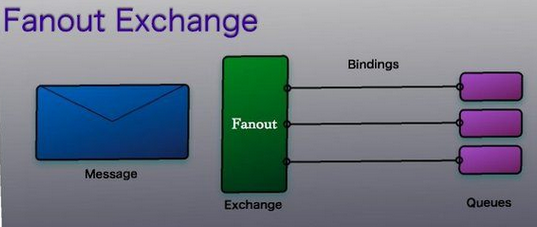 Fanout Exchange
Bindings
Fanout
Message
Exchange
Queues